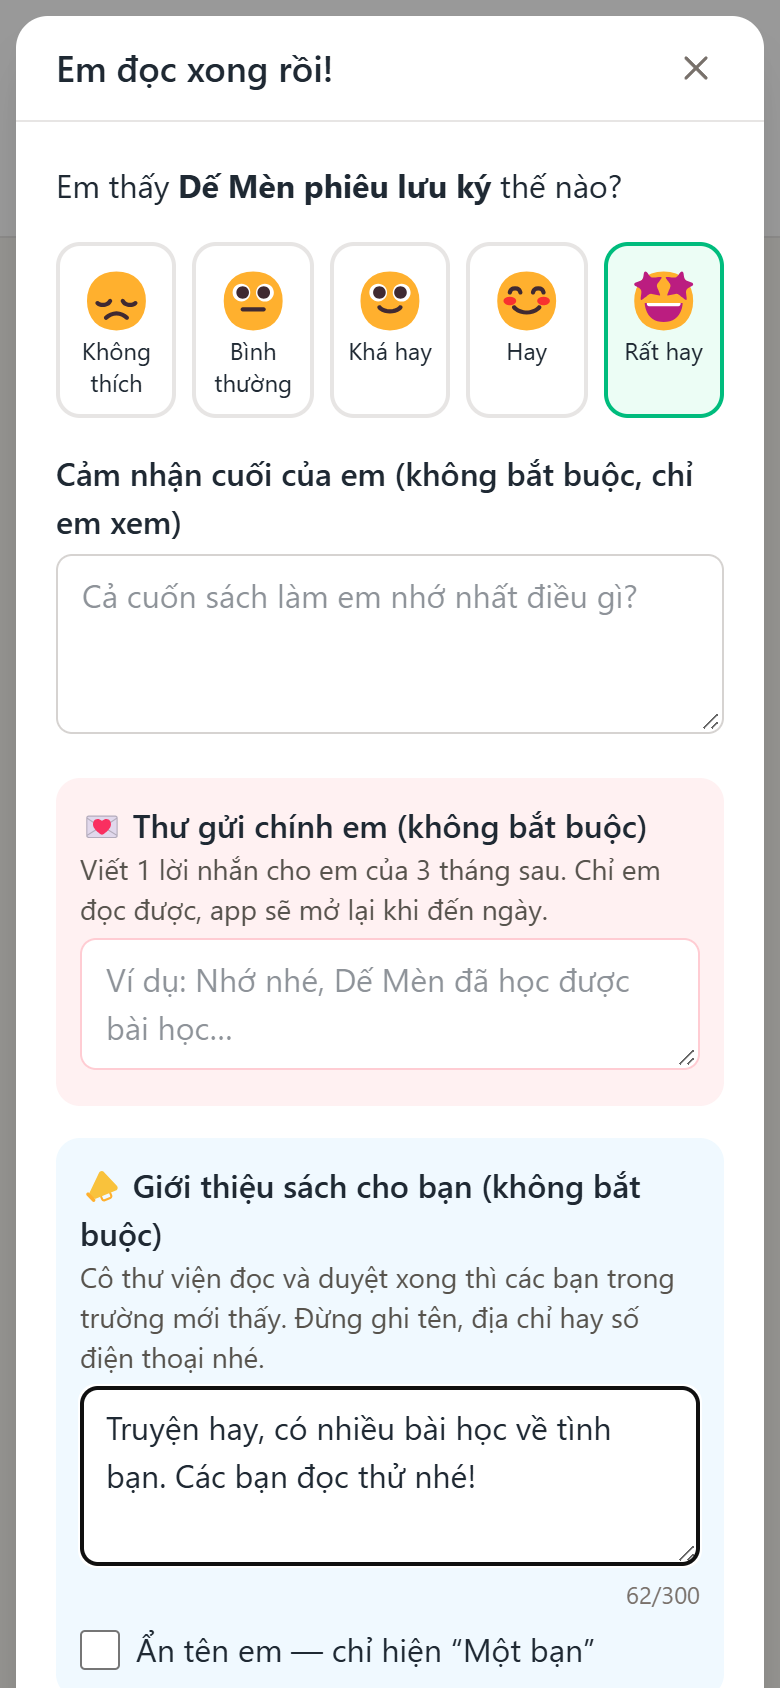 Em đọc xong rồi!
Em thấy Dế Mèn phiêu lưu ký thế nào?
Không thích
Bình thường
Khá hay
Hay
Rất hay
Cảm nhận cuối của em (không bắt buộc, chỉ
em xem)
Cả cuốn sách làm em nhớ nhất điều gì?
Thư gửi chính em (không bắt buộc)
Viết 1 lời nhắn cho em của 3 tháng sau. Chỉ em
đọc được, app sẽ mở lại khi đến ngày.
Ví dụ: Nhớ nhé, Dế Mèn đã học được
bài học...
Giới thiệu sách cho bạn (không bắt
buộc)
Cô thư viện đọc và duyệt xong thì các bạn trong
trường mới thấy. Đừng ghi tên, địa chỉ hay số
điện thoại nhé.
Truyện hay, có nhiều bài học về tình
bạn. Các bạn đọc thử nhé!
62/300
Ẩn tên em — chỉ hiện “Một bạn”